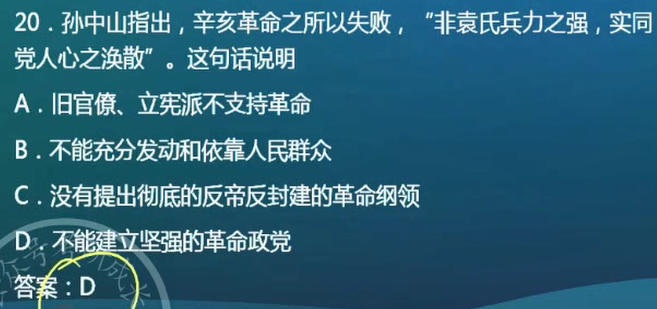 20．孙中山指出，辛亥革命之所以失败，“非袁氏兵力之强，实同
党人心之涣散”。这句话说明
A．旧官僚、立宪派不支持革命
B．不能充分发动和依靠人民群众
C．没有提出彻底的反帝反封建的革命纲领
D．不能建立坚强的革命政党
答案：D